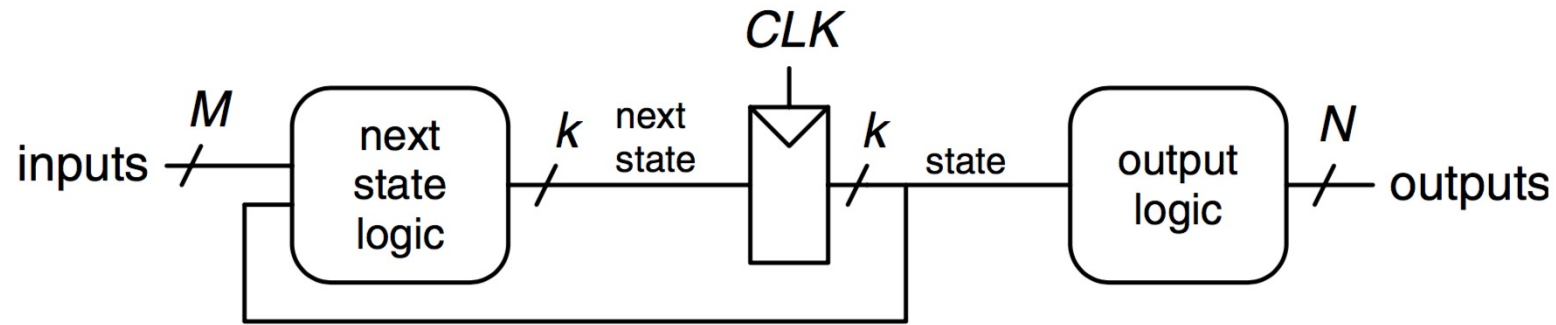 CLK
inputs
M
next
state
logic
k
next
state
k
state
output
logic
N
outputs